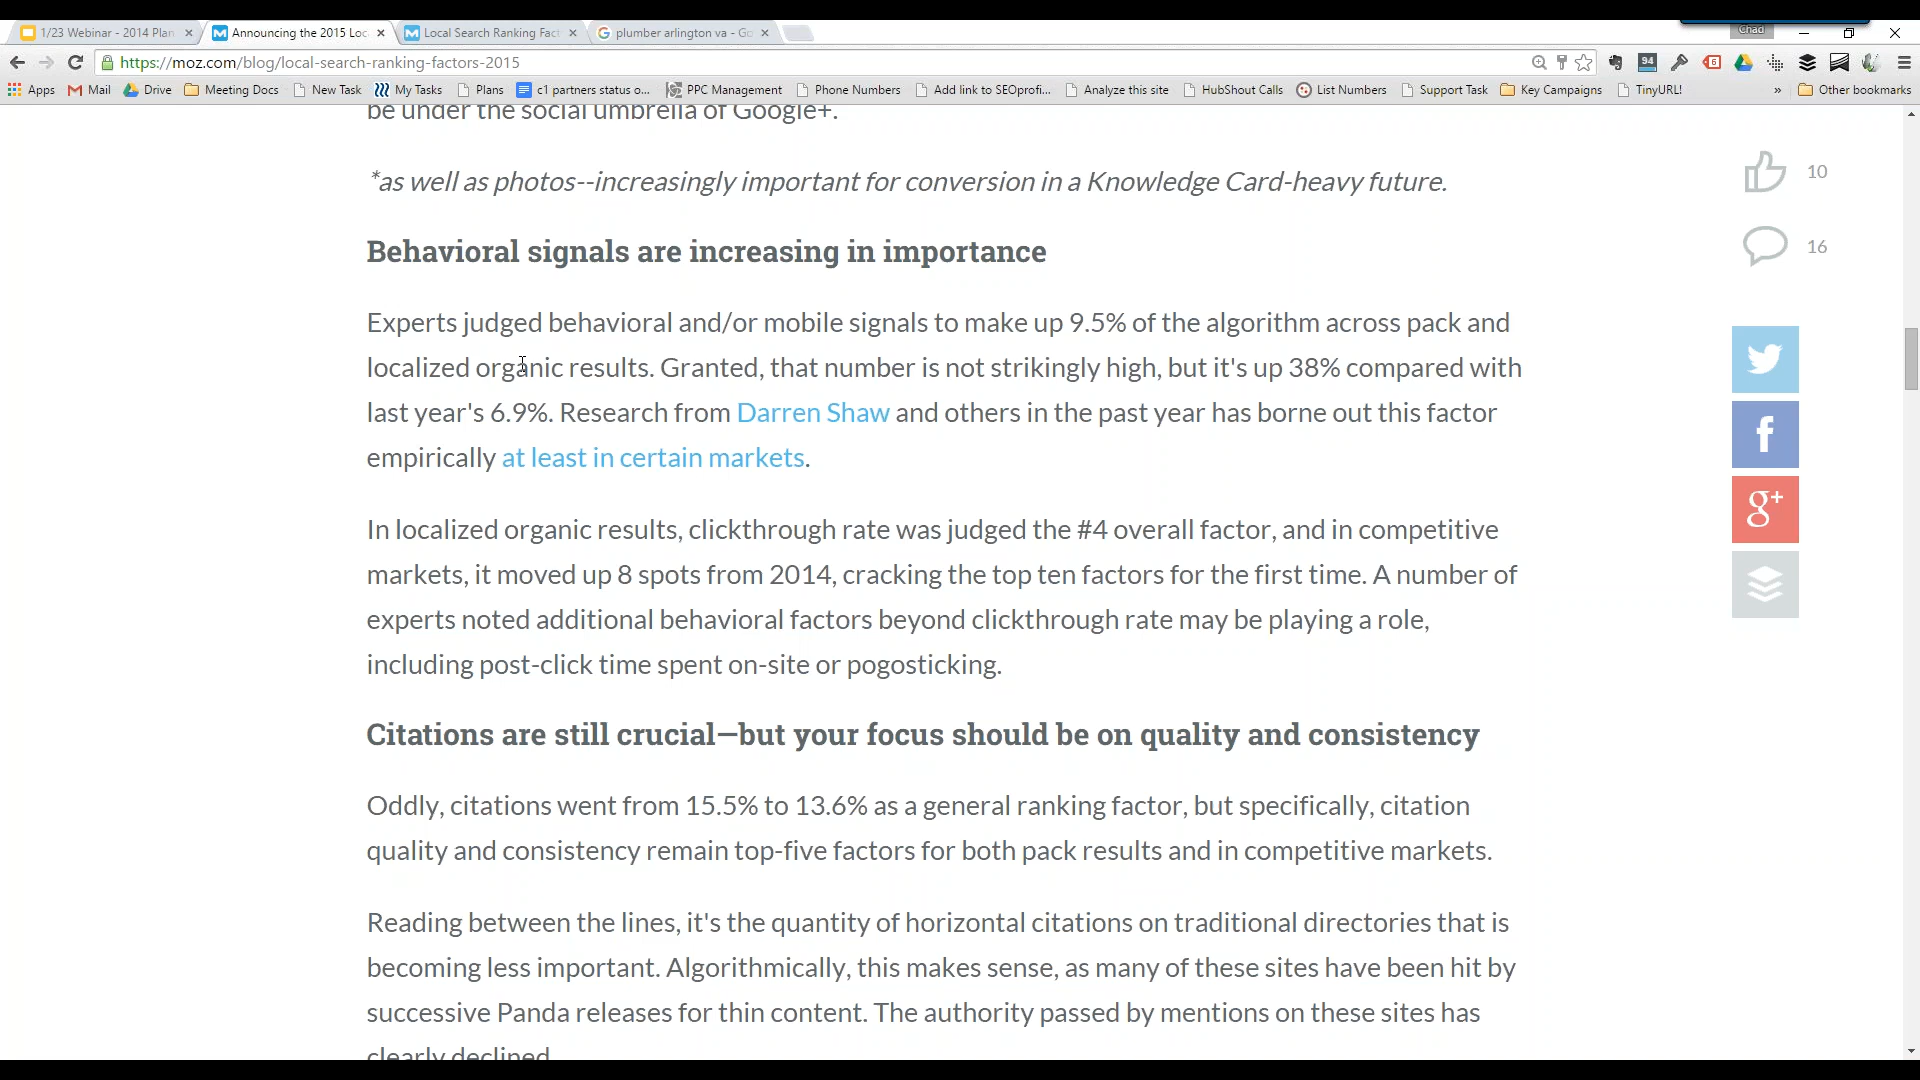 1/23 Webinar - 2014 Plan
Announcing the 2015 Loc
Local Search Ranking Fact
plumber arlington va - Go
Chad
https://moz.com/blog/local-search-ranking-factors-2015
94
6
Apps Mail Drive Meeting Docs New Task My Tasks Plans c1 partners status o... PPC Management Phone Numbers Add link to SEOprofi... Analyze this site HubShout Calls List Numbers Support Task Key Campaigns TinyURL! » Other bookmarks
be under the social umbrella of Google+.
*as well as photos--increasingly important for conversion in a Knowledge Card-heavy future.
10
Behavioral signals are increasing in importance
16
Experts judged behavioral and/or mobile signals to make up 9.5% of the algorithm across pack and
localized organic results. Granted, that number is not strikingly high, but it's up 38% compared with
last year's 6.9%. Research from Darren Shaw and others in the past year has borne out this factor
empirically at least in certain markets.
In localized organic results, clickthrough rate was judged the #4 overall factor, and in competitive
markets, it moved up 8 spots from 2014, cracking the top ten factors for the first time. A number of
experts noted additional behavioral factors beyond clickthrough rate may be playing a role,
including post-click time spent on-site or pogosticking.
Citations are still crucial—but your focus should be on quality and consistency
Oddly, citations went from 15.5% to 13.6% as a general ranking factor, but specifically, citation
quality and consistency remain top-five factors for both pack results and in competitive markets.
Reading between the lines, it's the quantity of horizontal citations on traditional directories that is
becoming less important. Algorithmically, this makes sense, as many of these sites have been hit by
successive Panda releases for thin content. The authority passed by mentions on these sites has
clearly declined